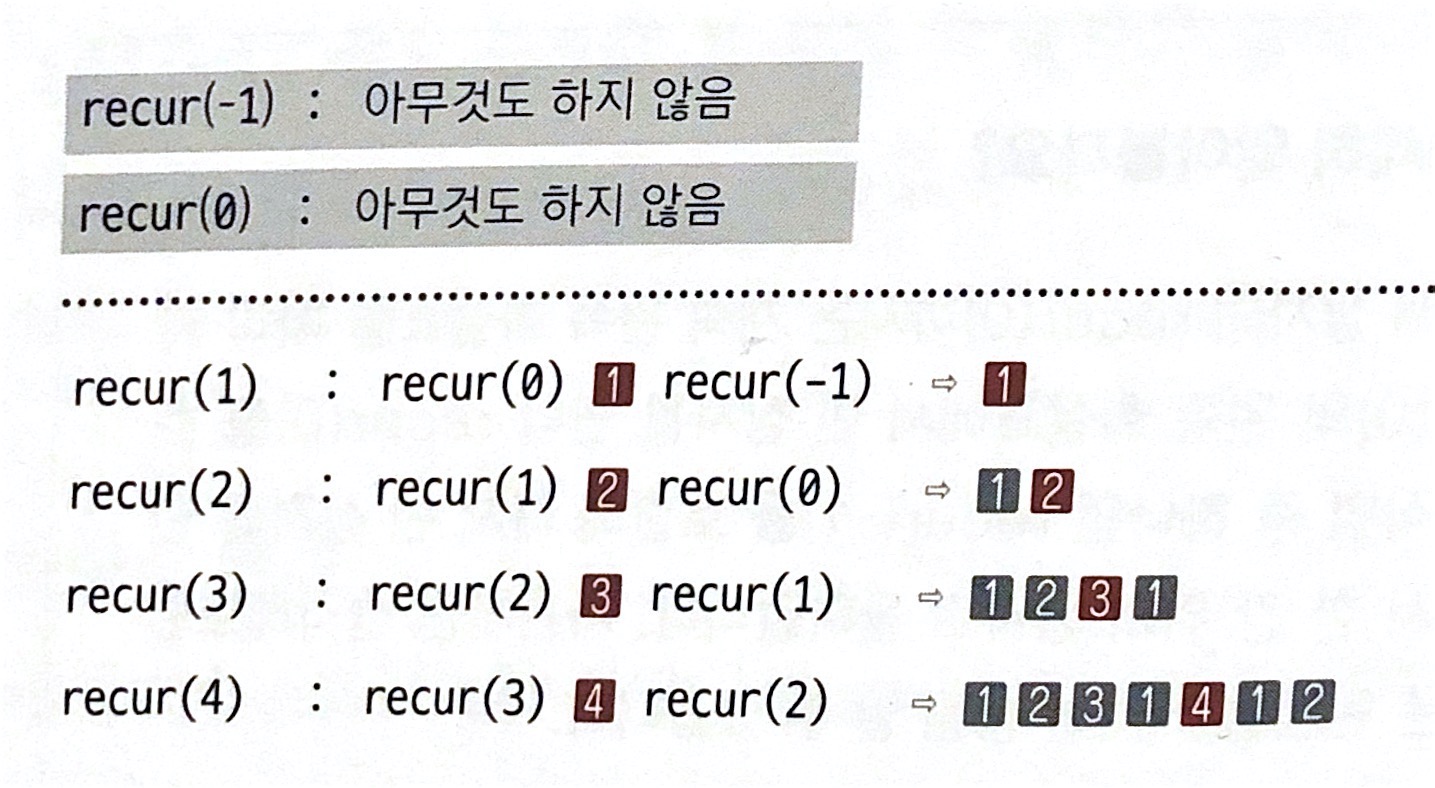 recur(-1) : 아무것도 하지 않음
recur(0) : 아무것도 하지 않음
recur(1) : recur(0) 1 recur(-1) ⇨ 1
recur(2) : recur(1) 2 recur(0) ⇨ 1 2
recur(3) : recur(2) 3 recur(1) ⇨ 1 2 3 1
recur(4) : recur(3) 4 recur(2) ⇨ 1 2 3 1 4 1 2